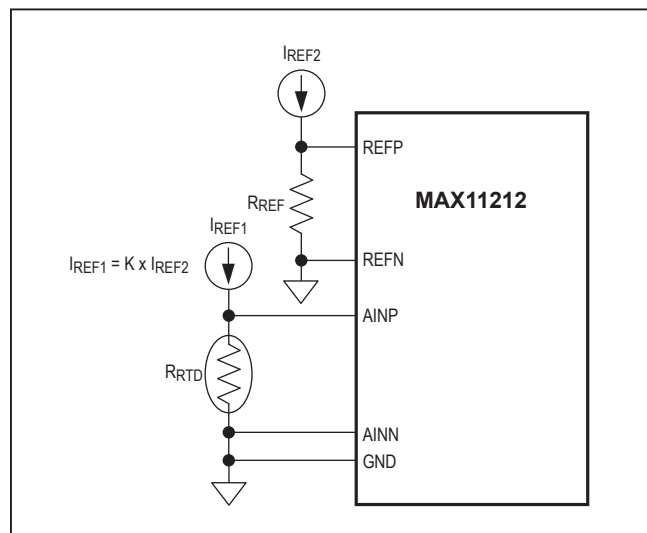 IREF2
REFP
MAX11212
RREF
IREF1
REFN
IREF1 = K x IREF2
AINP
RRTD
AINN
GND